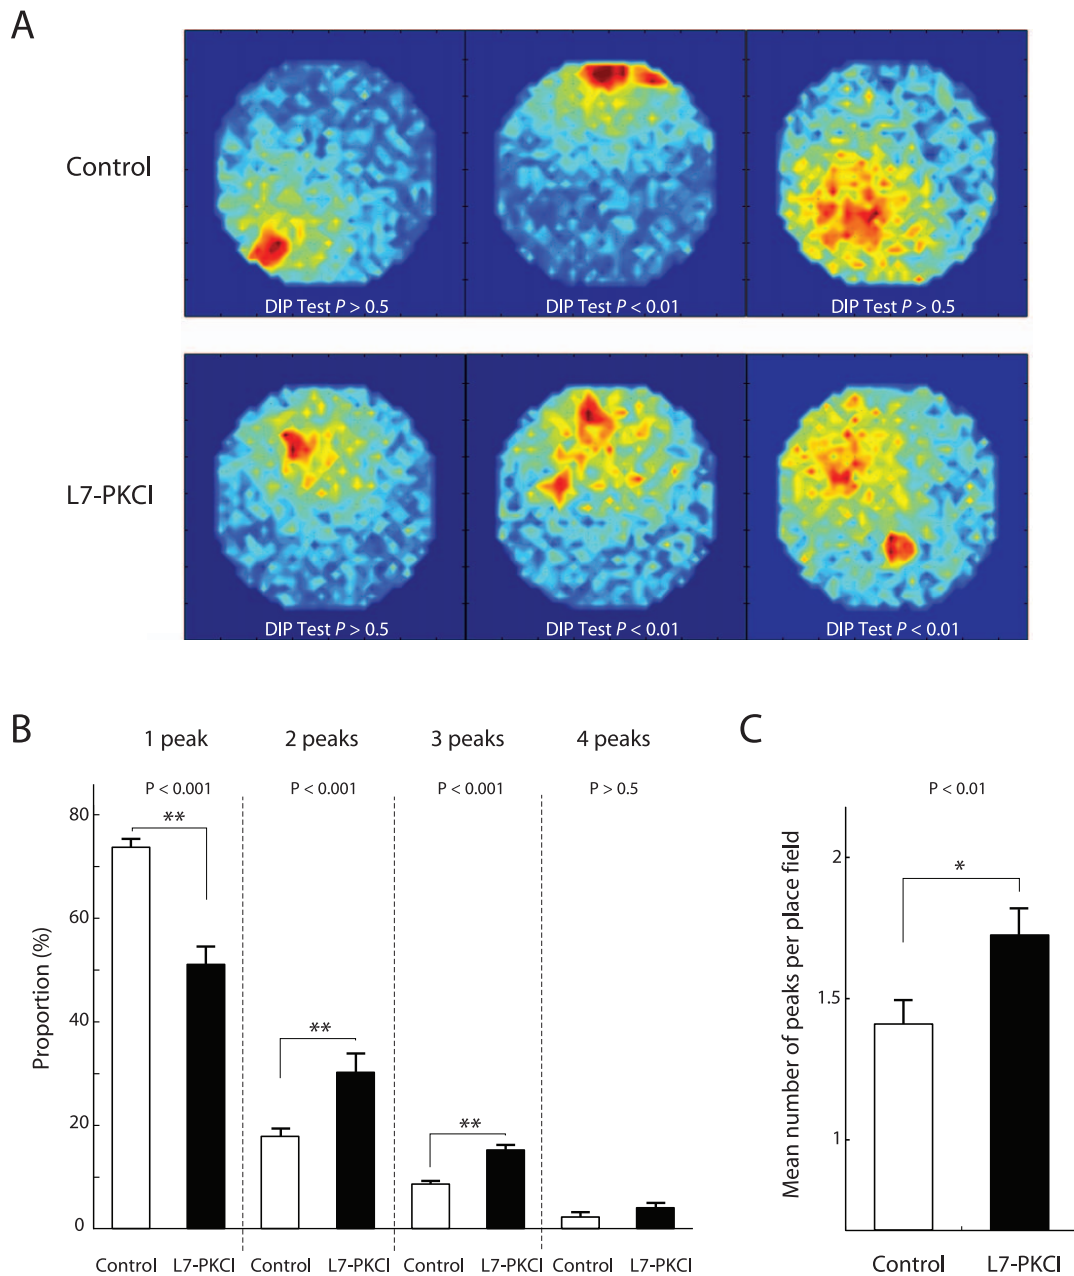 A
Control
DIP Test P > 0.5
DIP Test P < 0.01
DIP Test P > 0.5
L7-PKCI
DIP Test P > 0.5
DIP Test P < 0.01
DIP Test P < 0.01
B
1 peak
2 peaks
3 peaks
4 peaks
P < 0.001
P < 0.001
P < 0.001
P > 0.5
**
**
**
80
60
40
20
0
Proportion (%)
Control
L7-PKCI
Control
L7-PKCI
Control
L7-PKCI
Control
L7-PKCI
C
P < 0.01
*
2
1.5
1
Mean number of peaks per place field
Control
L7-PKCI